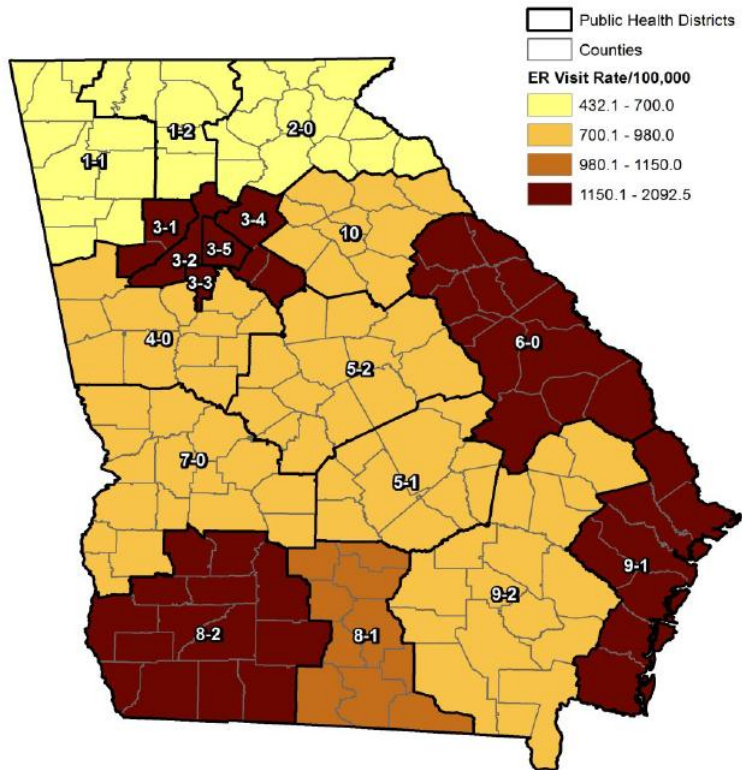 Public Health Districts
Counties
ER Visit Rate/100,000
432.1 - 700.0
700.1 - 980.0
980.1 - 1150.0
1150.1 - 2092.5
1-2
2-0
1-1
3-1
3-4
3-5
10
3-2
3-3
4-0
6-0
5-2
7-0
5-1
9-1
9-2
8-2
8-1